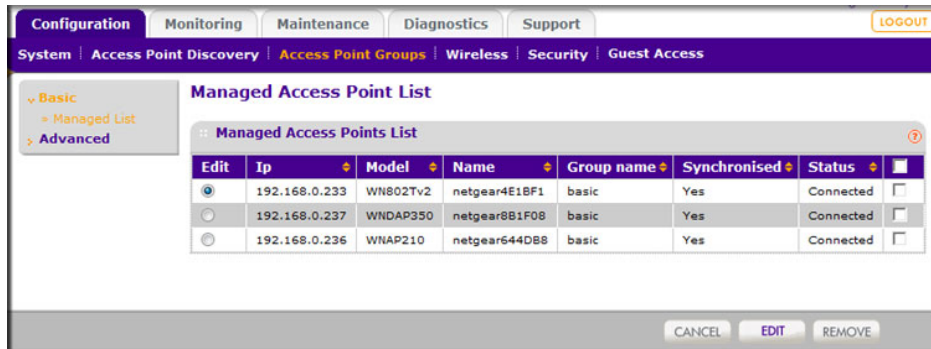 Configuration Monitoring Maintenance Diagnostics Support LOGOUT
System Access Point Discovery Access Point Groups Wireless Security Guest Access
Basic
» Managed List
Advanced
Managed Access Point List
Managed Access Points List ?
Edit Ip Model Name Group name Synchronised Status
192.168.0.233 WN802Tv2 netgear4E1BF1 basic Yes Connected
192.168.0.237 WNDAP350 netgear8B1F08 basic Yes Connected
192.168.0.236 WNAP210 netgear644DB8 basic Yes Connected
CANCEL EDIT REMOVE